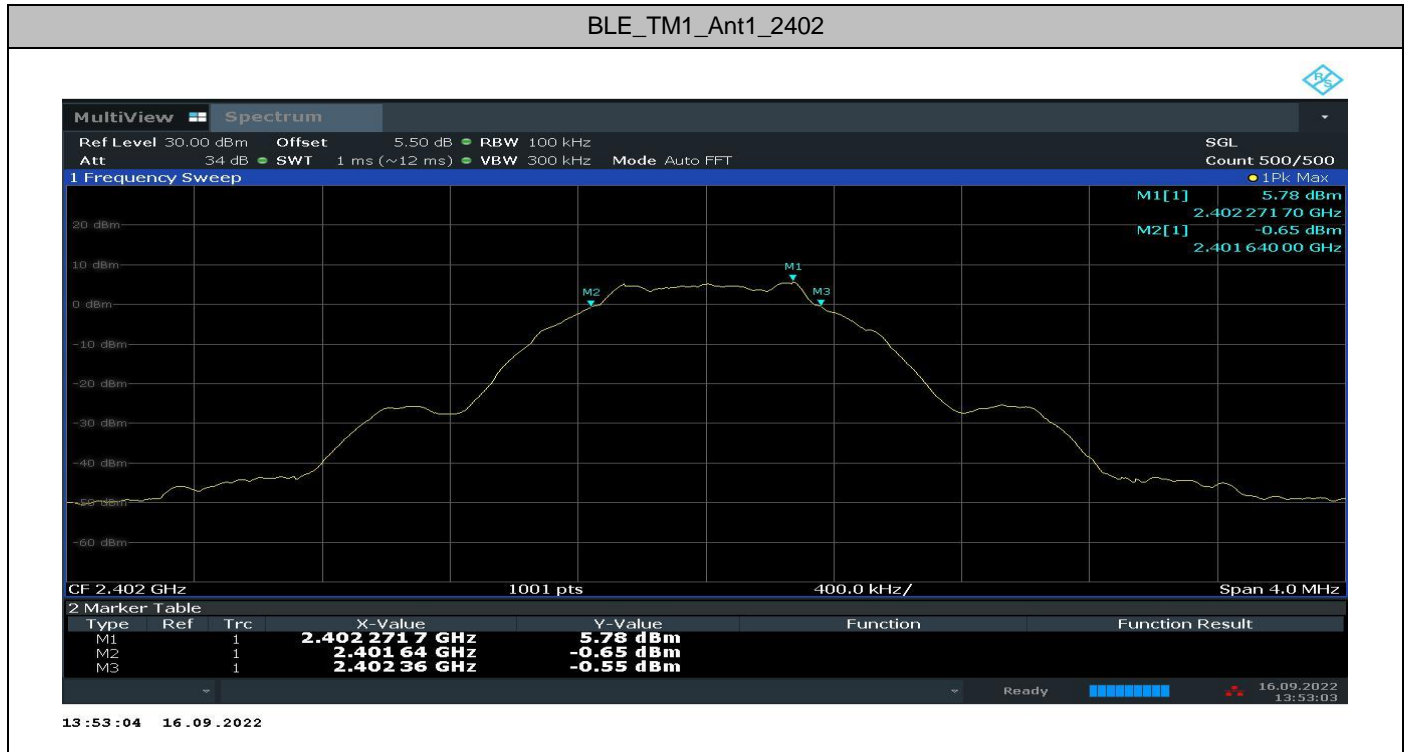 BLE_TM1_Ant1_2402
R/S
MultiView Spectrum
Ref Level 30.00 dBm Offset 5.50 dB RBW 100 kHz SGL
Att 34 dB SWT 1 ms (~12 ms) VBW 300 kHz Mode Auto FFT Count 500/500
1 Frequency Sweep 1Pk Max
M1[1] 5.78 dBm
2.402 271 70 GHz
20 dBm
M2[1] -0.65 dBm
2.401 640 00 GHz
10 dBm
M1
M2
M3
0 dBm
-10 dBm
-20 dBm
-30 dBm
-40 dBm
-50 dBm
-60 dBm
CF 2.402 GHz 1001 pts 400.0 kHz/ Span 4.0 MHz
2 Marker Table
Type Ref Trc X-Value Y-Value Function Function Result
M1 1 2.402 271 7 GHz 5.78 dBm
M2 1 2.401 64 GHz -0.65 dBm
M3 1 2.402 36 GHz -0.55 dBm
Ready 16.09.2022
13:53:03
13:53:04 16.09.2022